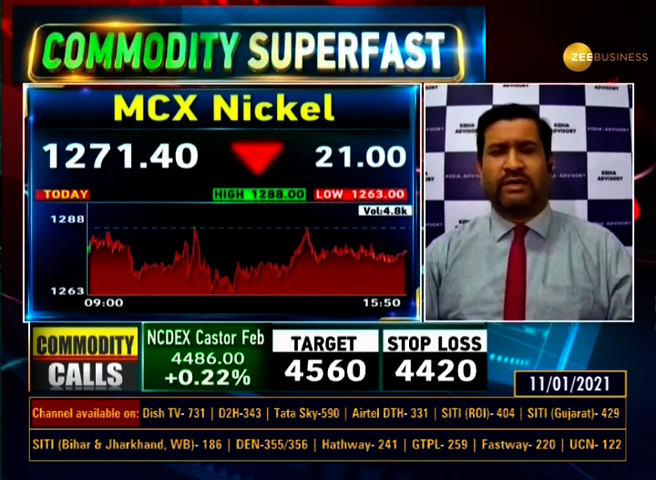 COMMODITY SUPERFAST
ZEEBUSINESS
MCX Nickel
1271.40 21.00
TODAY HIGH 1288.00 LOW 1263.00
Vol:4.8k
1288
1263
09:00 15:50
KEDIA ADVISORY
COMMODITY CALLS
NCDEX Castor Feb
4486.00
+0.22%
TARGET
4560
STOP LOSS
4420
11/01/2021
Channel available on: Dish TV- 731 | D2H-343 | Tata Sky-590 | Airtel DTH- 331 | SITI (ROI)- 404 | SITI (Gujarat)- 429
SITI (Bihar & Jharkhand, WB)- 186 | DEN-355/356 | Hathway- 241 | GTPL- 259 | Fastway- 220 | UCN- 122